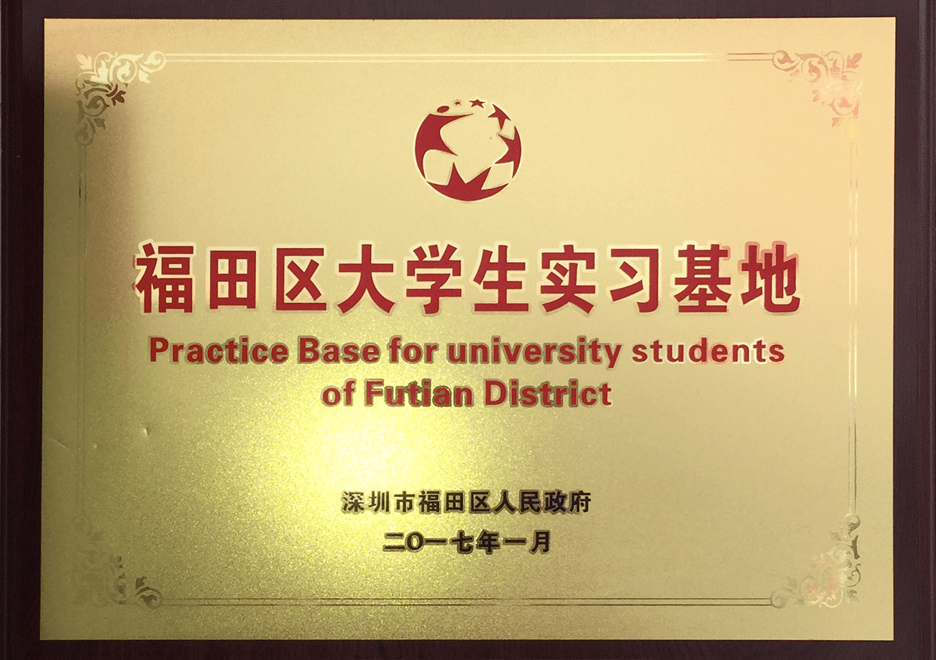 福田区大学生实习基地
Practice Base for university students
of Futian District
深圳市福田区人民政府
二〇一七年一月